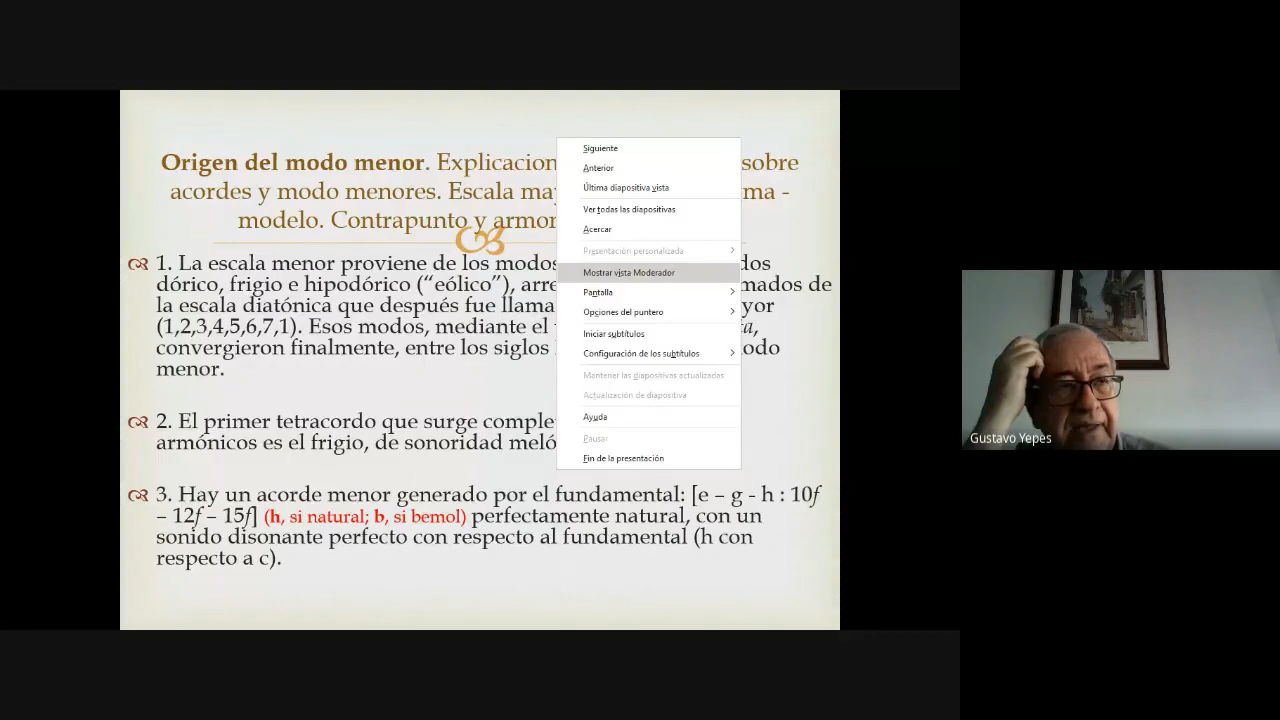 Origen del modo menor. Explicacion sobre
acordes y modo menores. Escala ma ma -
modelo. Contrapunto y armon
1. La escala menor proviene de los modos dos
dórico, frigio e hipodórico (“eólico”), arre mados de
la escala diatónica que después fue llama yor
(1,2,3,4,5,6,7,1). Esos modos, mediante el ta,
convergieron finalmente, entre los siglos odo
menor.
2. El primer tetracordo que surge comple
armónicos es el frigio, de sonoridad meló
3. Hay un acorde menor generado por el fundamental: [e – g - h : 10f
– 12f – 15f] (h, si natural; b, si bemol) perfectamente natural, con un
sonido disonante perfecto con respecto al fundamental (h con
respecto a c).
Siguiente
Anterior
Última diapositiva vista
Ver todas las diapositivas
Acercar
Presentación personalizada
Mostrar vista Moderador
Pantalla
Opciones del puntero
Iniciar subtítulos
Configuración de los subtítulos
Mantener las diapositivas actualizadas
Actualización de diapositiva
Ayuda
Pausar
Fin de la presentación
Gustavo Yepes